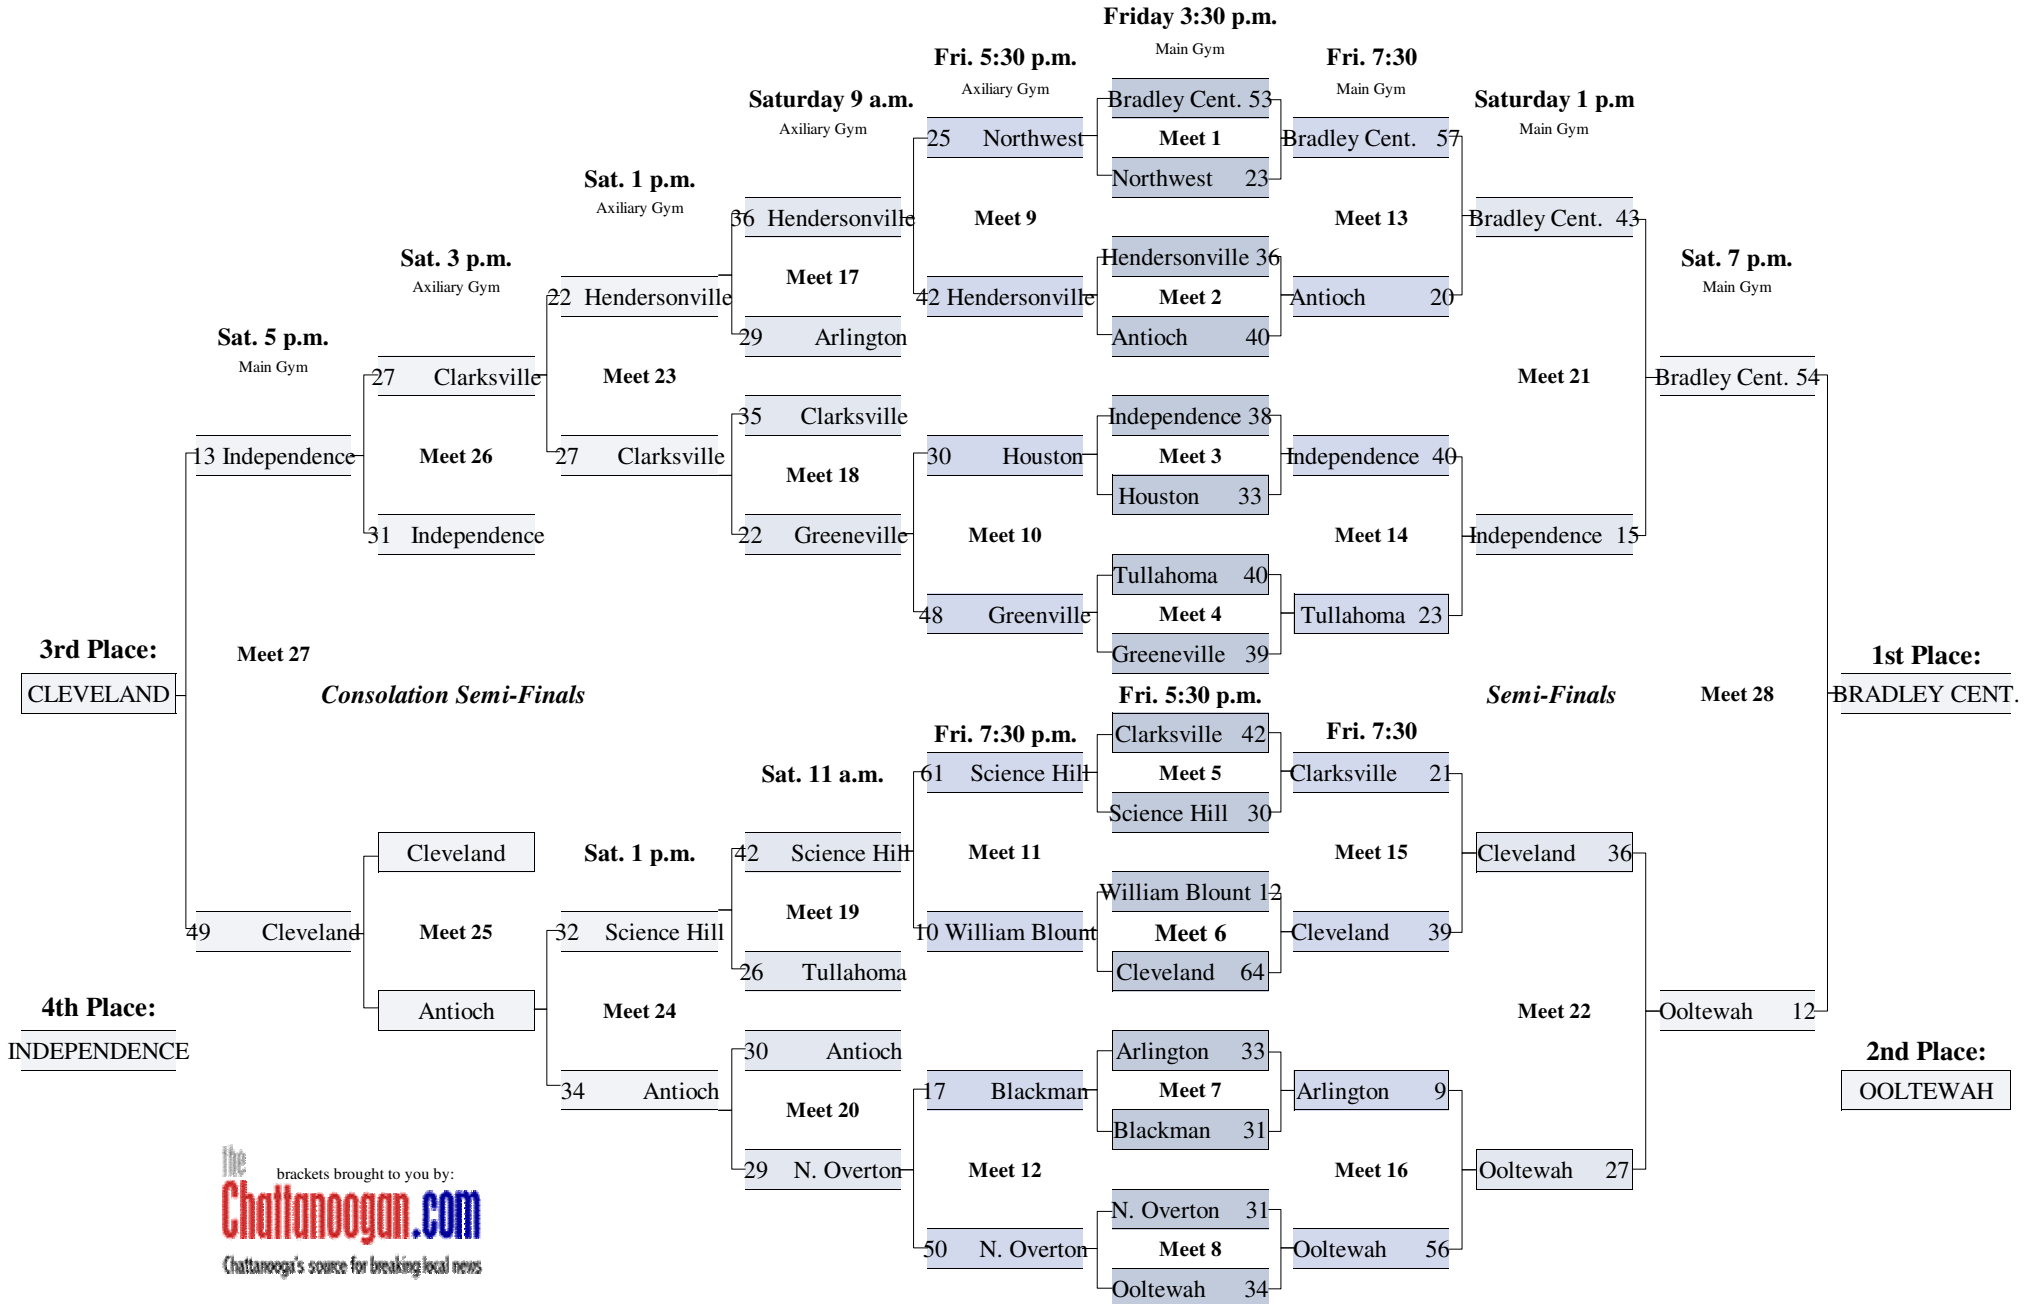 Friday 3:30 p.m.
Main Gym
Fri. 5:30 p.m.
Axiliary Gym
Fri. 7:30
Main Gym
Saturday 9 a.m.
Axiliary Gym
Saturday 1 p.m
Main Gym
Bradley Cent. 53
25 Northwest
Meet 1
Bradley Cent. 57
Northwest 23
Sat. 1 p.m.
Axiliary Gym
36 Hendersonville
Meet 9
Meet 13
Bradley Cent. 43
Sat. 3 p.m.
Axiliary Gym
Hendersonville 36
Sat. 7 p.m.
Main Gym
Meet 17
22 Hendersonville
42 Hendersonville
Meet 2
Antioch 20
Sat. 5 p.m.
Main Gym
29 Arlington
Antioch 40
27 Clarksville
Meet 23
Meet 21
Bradley Cent. 54
35 Clarksville
Independence 38
13 Independence
Meet 26
27 Clarksville
30 Houston
Meet 3
Independence 40
Meet 18
Houston 33
31 Independence
22 Greeneville
Meet 10
Meet 14
Independence 15
Tullahoma 40
48 Greenville
Meet 4
Tullahoma 23
3rd Place:
Meet 27
Greeneville 39
1st Place:
CLEVELAND
Consolation Semi-Finals
Fri. 5:30 p.m.
Semi-Finals
Meet 28
BRADLEY CENT.
Fri. 7:30 p.m.
Clarksville 42
Fri. 7:30
Sat. 11 a.m.
61 Science Hill
Meet 5
Clarksville 21
Science Hill 30
Cleveland
Sat. 1 p.m.
42 Science Hill
Meet 11
Meet 15
Cleveland 36
William Blount 12
Meet 19
49 Cleveland
Meet 25
32 Science Hill
10 William Blount
Meet 6
Cleveland 39
26 Tullahoma
Cleveland 64
4th Place:
Antioch
Meet 24
Meet 22
Ooltewah 12
INDEPENDENCE
30 Antioch
Arlington 33
2nd Place:
34 Antioch
17 Blackman
Meet 7
Arlington 9
OOLTEWAH
Meet 20
Blackman 31
29 N. Overton
Meet 12
Meet 16
Ooltewah 27
N. Overton 31
50 N. Overton
Meet 8
Ooltewah 56
Ooltewah 34
brackets brought to you by:
the
Chattanoogan.com
Chattanooga's source for breaking local news